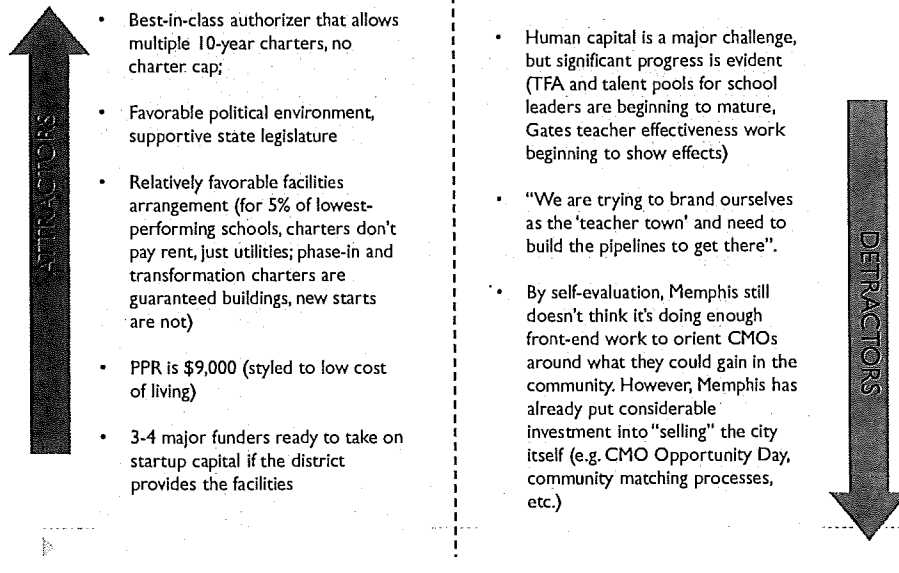 ATTRACTORS
• Best-in-class authorizer that allows
multiple 10-year charters, no
charter cap;
• Favorable political environment,
supportive state legislature
• Relatively favorable facilities
arrangement (for 5% of lowest-
performing schools, charters don't
pay rent, just utilities; phase-in and
transformation charters are
guaranteed buildings, new starts
are not)
• PPR is $9,000 (styled to low cost
of living)
• 3-4 major funders ready to take on
startup capital if the district
provides the facilities
• Human capital is a major challenge,
but significant progress is evident
(TFA and talent pools for school
leaders are beginning to mature,
Gates teacher effectiveness work
beginning to show effects)
• "We are trying to brand ourselves
as the 'teacher town' and need to
build the pipelines to get there".
• By self-evaluation, Memphis still
doesn't think it's doing enough
front-end work to orient CMOs
around what they could gain in the
community. However, Memphis has
already put considerable
investment into "selling" the city
itself (e.g. CMO Opportunity Day,
community matching processes,
etc.)
DETRACTORS